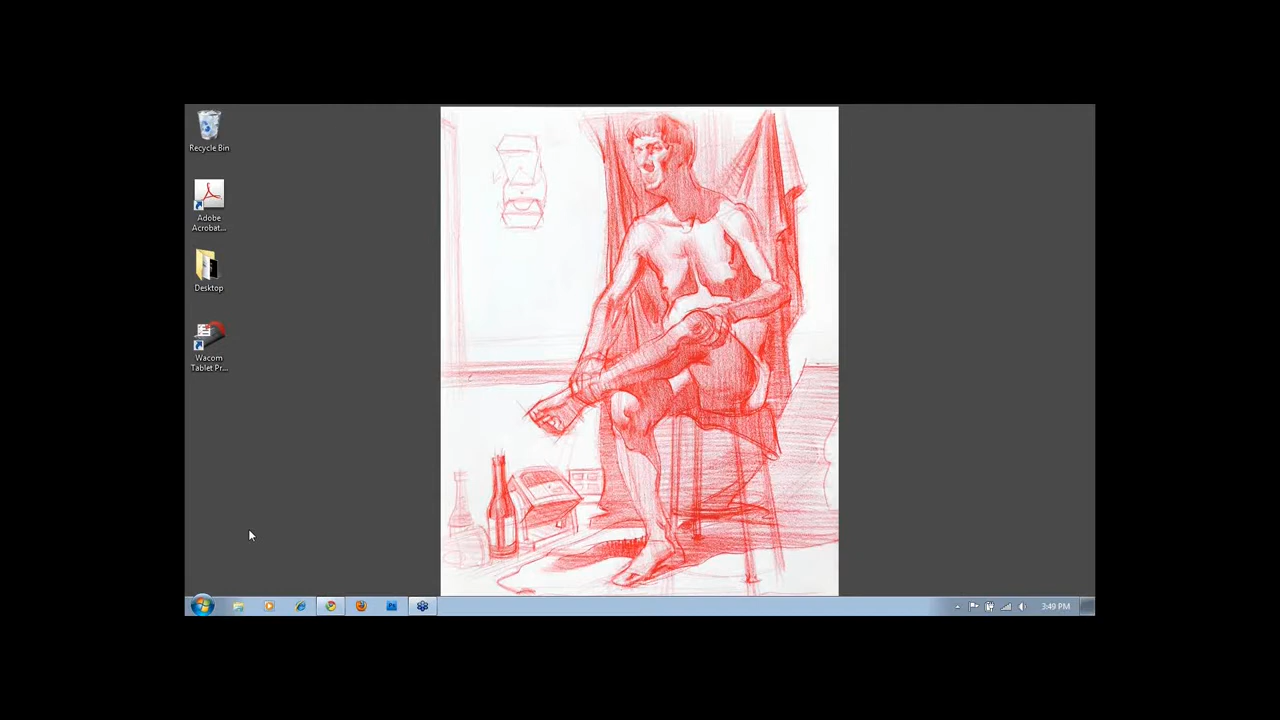 Recycle Bin
Adobe
Acrobat...
Desktop
Wacom
Tablet Pr...
3:49 PM